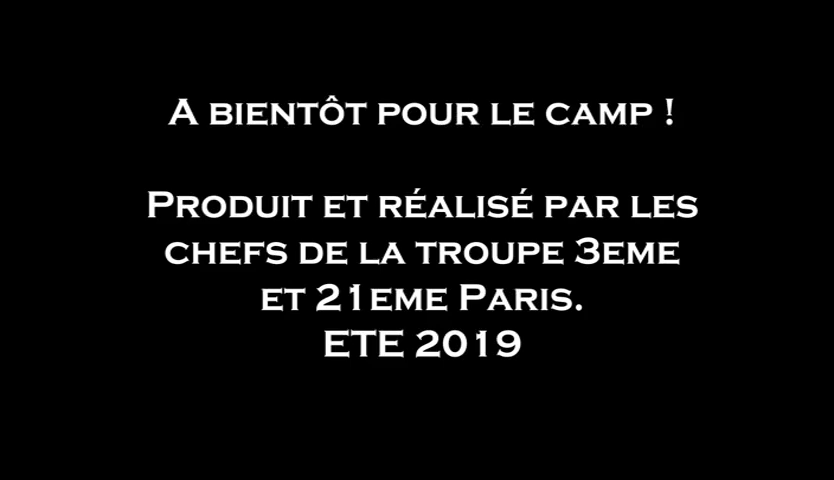 A bientôt pour le camp !
Produit et réalisé par les
chefs de la troupe 3eme
et 21eme Paris.
ETE 2019